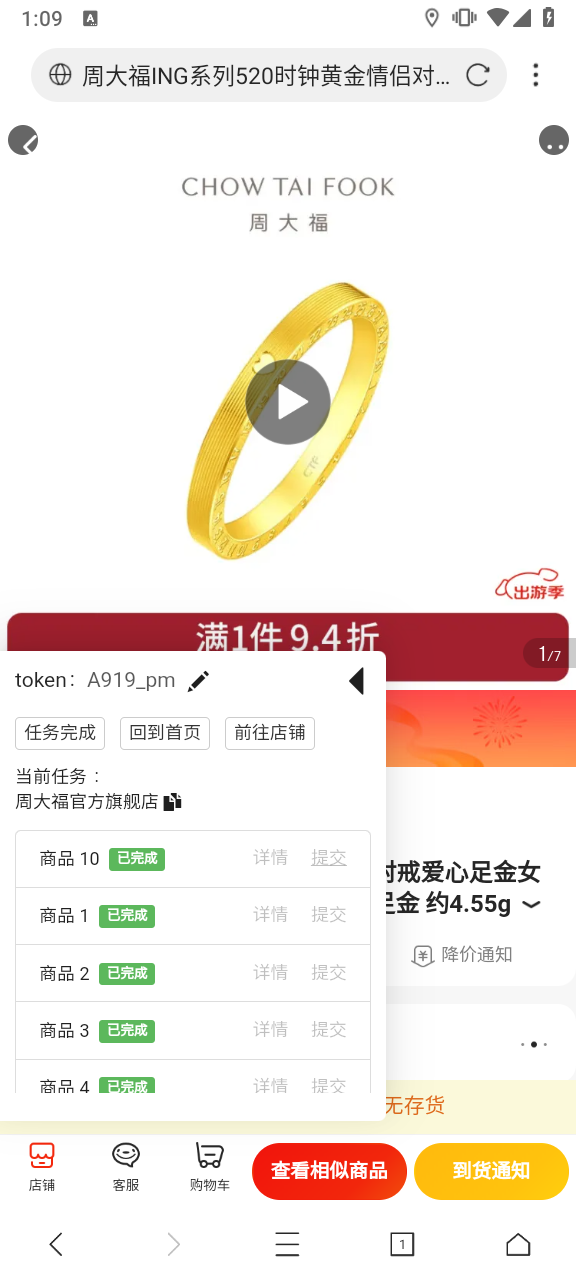 1:09
A
周大福ING系列520时钟黄金情侣对…
CHOW TAI FOOK
周大福
CTF
出游季
满1件 9.4折
1/7
token： A919_pm
任务完成 回到首页 前往店铺
当前任务：
周大福官方旗舰店
商品 10 已完成 详情 提交
商品 1 已完成 详情 提交
商品 2 已完成 详情 提交
商品 3 已完成 详情 提交
商品 4 已完成 详情 提交
时戒爱心足金女
足金 约4.55g
降价通知
无存货
店铺 客服 购物车 查看相似商品 到货通知
1